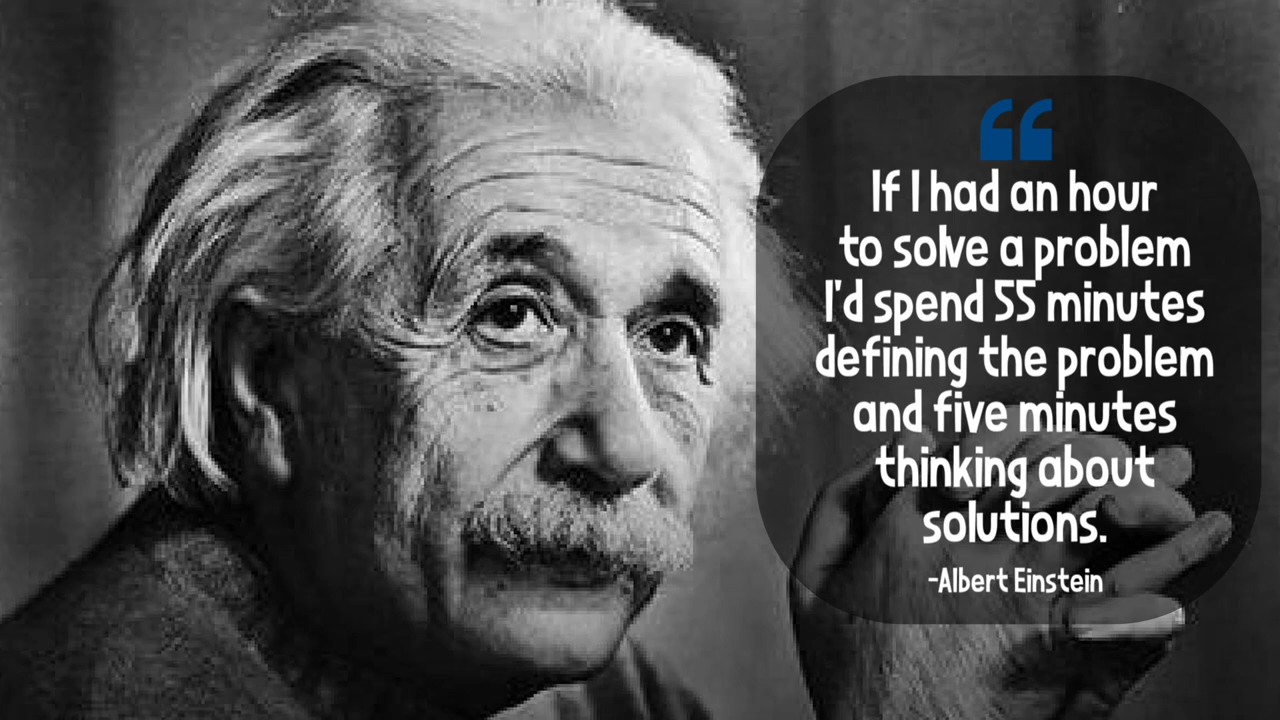 “
If I had an hour
to solve a problem
I'd spend 55 minutes
defining the problem
and five minutes
thinking about
solutions.
-Albert Einstein